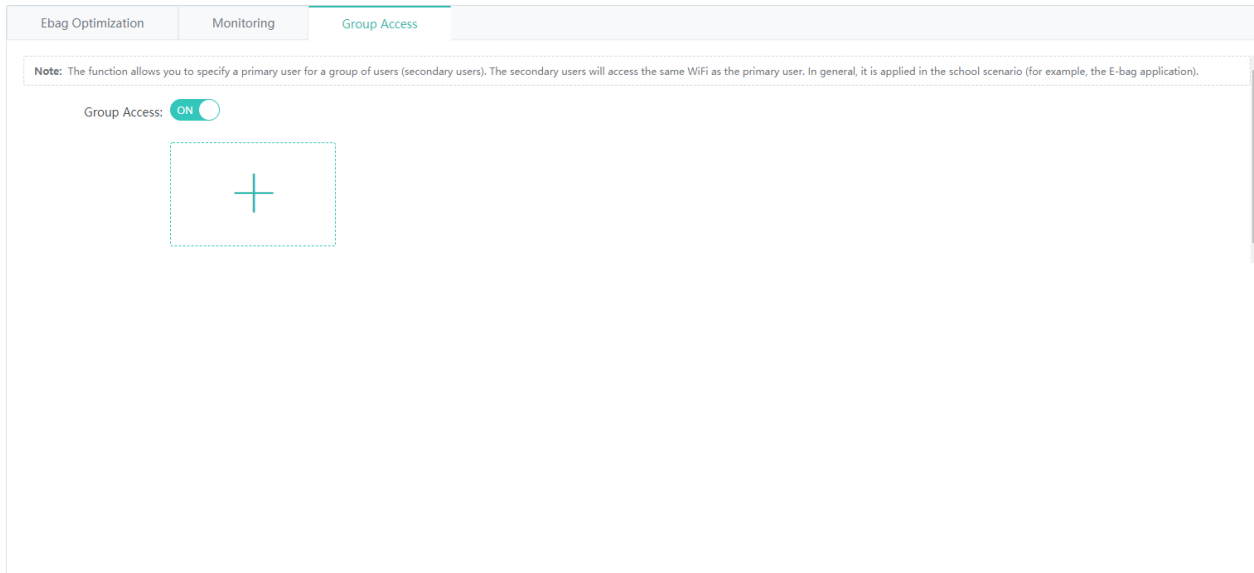 Ebag Optimization Monitoring Group Access
Note: The function allows you to specify a primary user for a group of users (secondary users). The secondary users will access the same WiFi as the primary user. In general, it is applied in the school scenario (for example, the E-bag application).
Group Access: ON